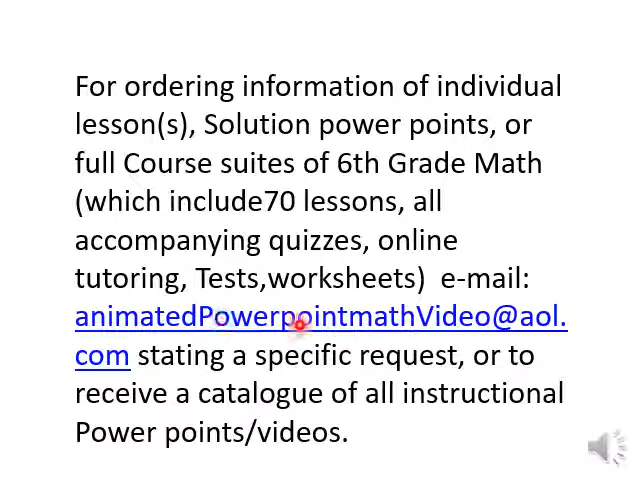 For ordering information of individual
lesson(s), Solution power points, or
full Course suites of 6th Grade Math
(which include70 lessons, all
accompanying quizzes, online
tutoring, Tests,worksheets)  e-mail:
animatedPowerpointmathVideo@aol.
com stating a specific request, or to
receive a catalogue of all instructional
Power points/videos.